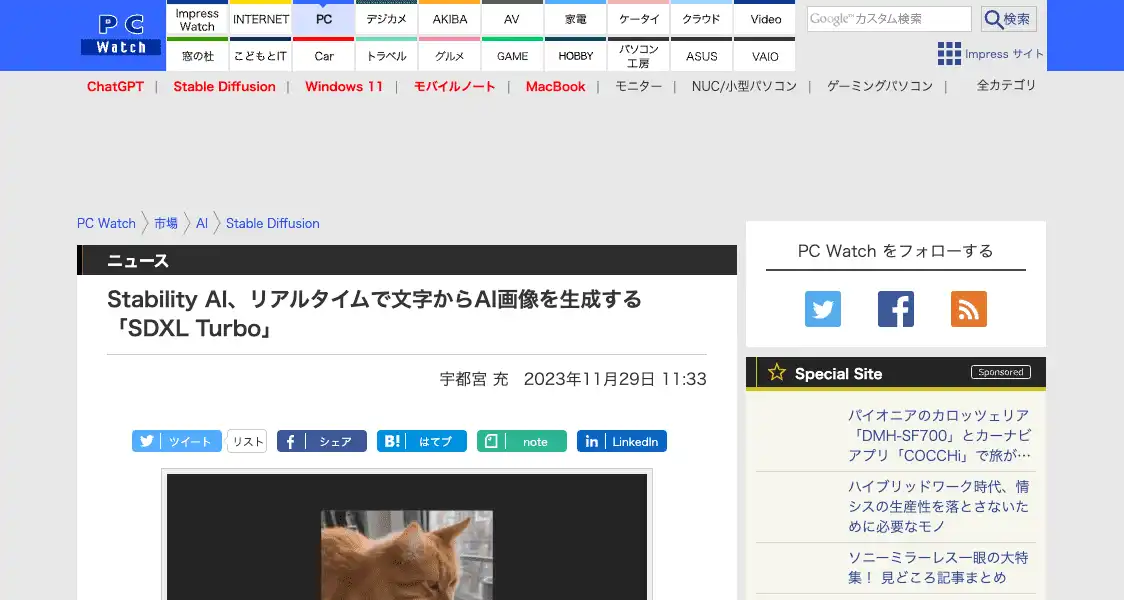 PC
Watch
Impress
Watch
INTERNET
PC
デジカメ
AKIBA
AV
家電
ケータイ
クラウド
Video
窓の杜
こどもとIT
Car
トラベル
グルメ
GAME
HOBBY
パソコン
工房
ASUS
VAIO
Google™カスタム検索
検索
Impress サイト
ChatGPT | Stable Diffusion | Windows 11 | モバイルノート | MacBook | モニター | NUC/小型パソコン | ゲーミングパソコン | 全カテゴリ
PC Watch 市場 AI Stable Diffusion
ニュース
Stability AI、リアルタイムで文字からAI画像を生成する
「SDXL Turbo」
宇都宮 充 2023年11月29日 11:33
ツイート
リスト
シェア
B! はてブ
note
in LinkedIn
PC Watch をフォローする
Special Site
Sponsored
パイオニアのカロッツェリア
「DMH-SF700」とカーナビ
アプリ「COCCHi」で旅が…
ハイブリッドワーク時代、情
シスの生産性を落とさないた
めに必要なモノ
ソニーミラーレス一眼の大特
集！ 見どころ記事まとめ